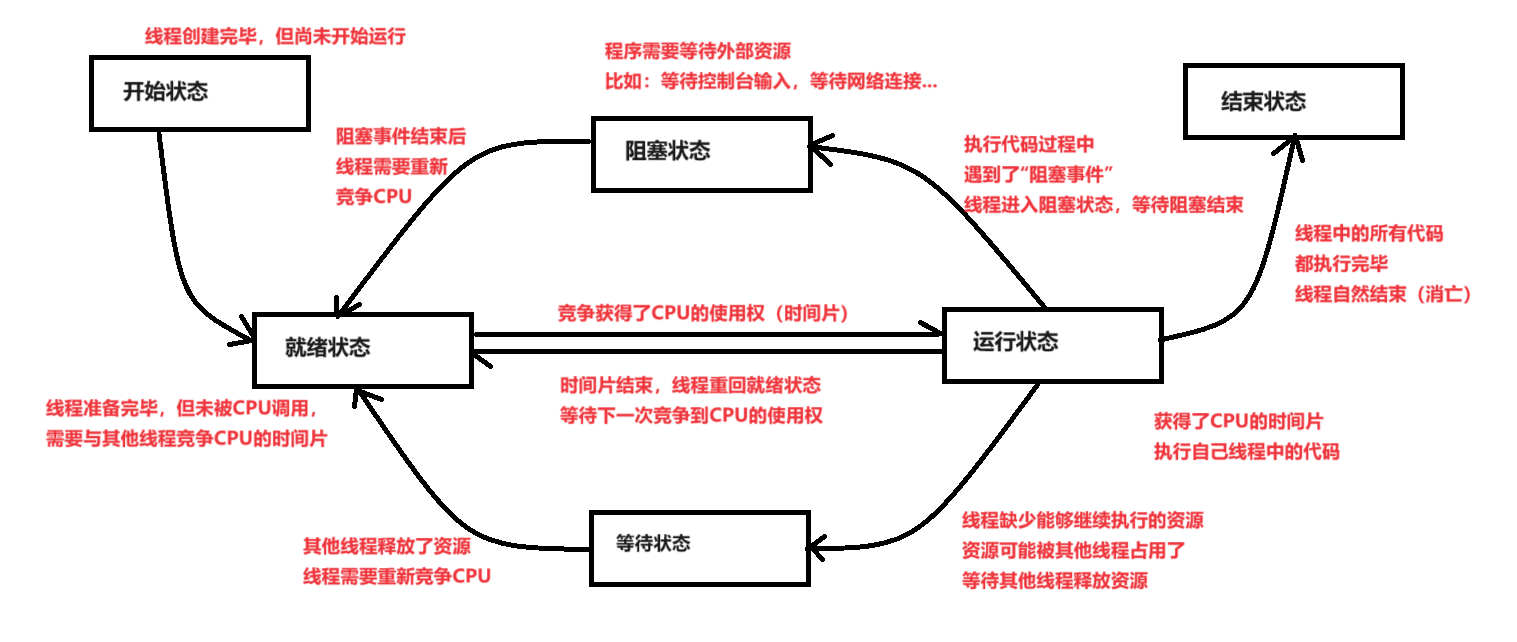 线程创建完毕，但尚未开始运行
开始状态
程序需要等待外部资源
比如：等待控制台输入，等待网络连接...
阻塞状态
结束状态
阻塞事件结束后
线程需要重新
竞争CPU
执行代码过程中
遇到了“阻塞事件”
线程进入阻塞状态，等待阻塞结束
线程中的所有代码
都执行完毕
线程自然结束（消亡）
就绪状态
竞争获得了CPU的使用权（时间片）
运行状态
时间片结束，线程重回就绪状态
等待下一次竞争到CPU的使用权
线程准备完毕，但未被CPU调用，
需要与其他线程竞争CPU的时间片
获得了CPU的时间片
执行自己线程中的代码
其他线程释放了资源
线程需要重新竞争CPU
等待状态
线程缺少能够继续执行的资源
资源可能被其他线程占用了
等待其他线程释放资源